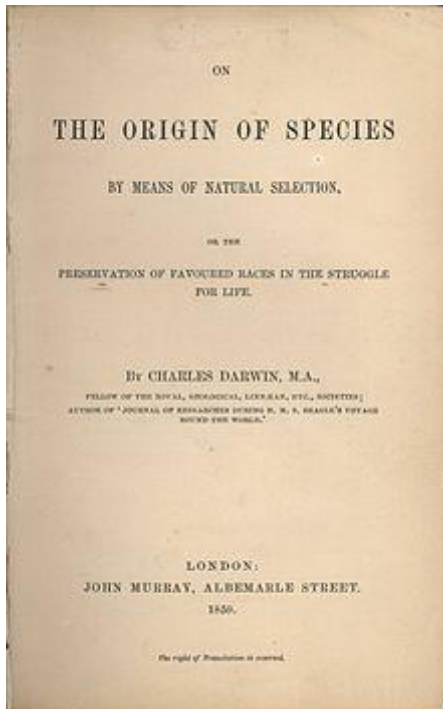 ON
THE ORIGIN OF SPECIES
BY MEANS OF NATURAL SELECTION,
OR THE
PRESERVATION OF FAVOURED RACES IN THE STRUGGLE
FOR LIFE.
BY CHARLES DARWIN, M.A.,
FELLOW OF THE ROYAL, GEOLOGICAL, LINNÆAN, ETC., SOCIETIES;
AUTHOR OF 'JOURNAL OF RESEARCHES DURING H. M. S. BEAGLE'S VOYAGE
ROUND THE WORLD.'
LONDON:
JOHN MURRAY, ALBEMARLE STREET.
1859.
The right of Translation is reserved.